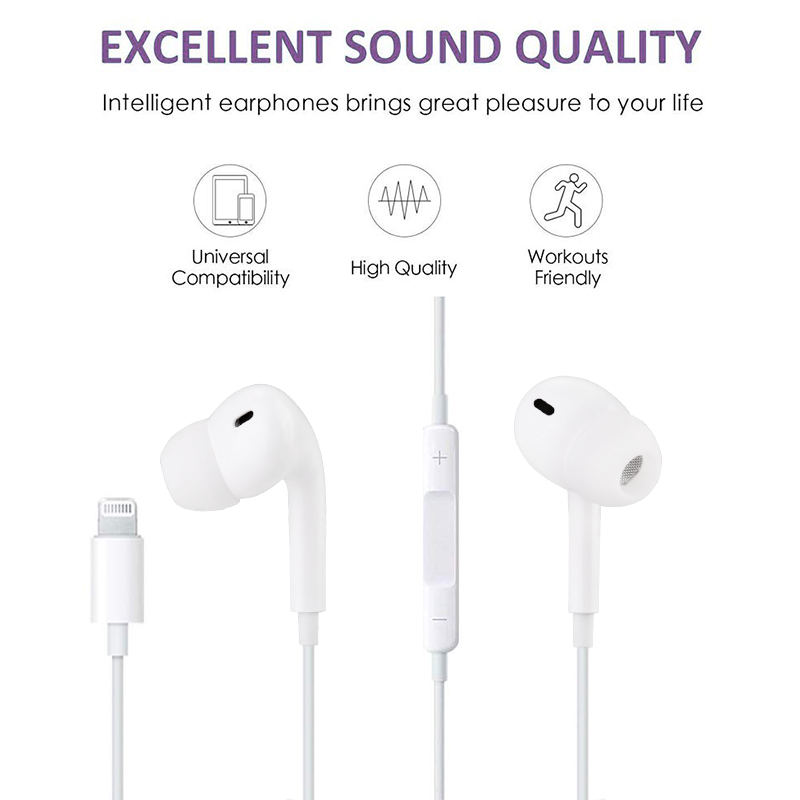 EXCELLENT SOUND QUALITY
Intelligent earphones brings great pleasure to your life
Universal
Compatibility
High Quality
Workouts
Friendly
+
−